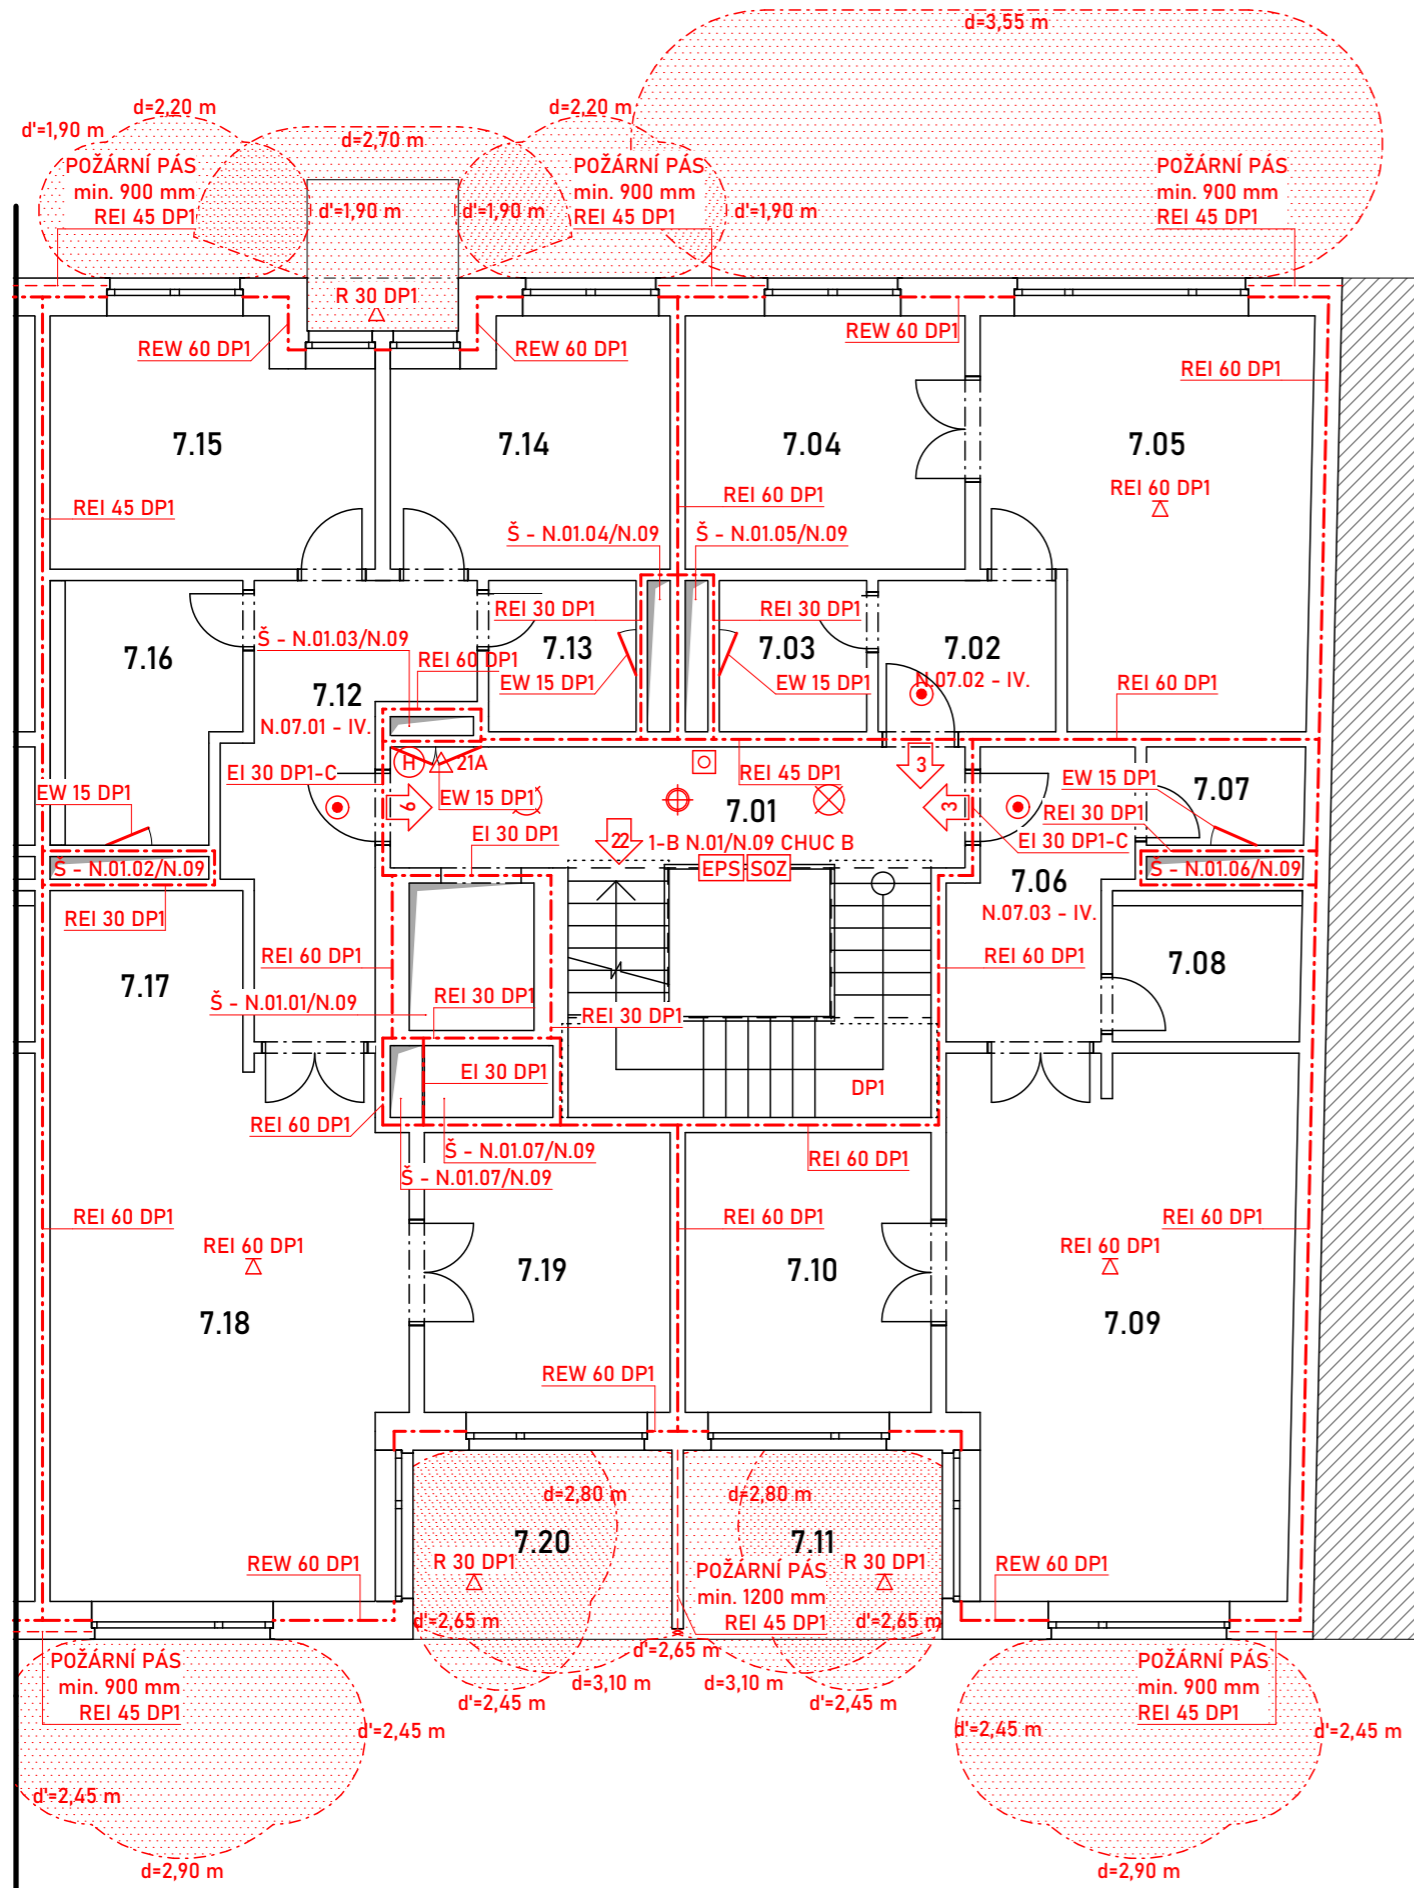 d=3,55 m
d=2,20 m
d=2,20 m
d'=1,90 m
d=2,70 m
POŽÁRNÍ PÁS
min. 900 mm
REI 45 DP1
POŽÁRNÍ PÁS
min. 900 mm
REI 45 DP1
POŽÁRNÍ PÁS
min. 900 mm
REI 45 DP1
d'=1,90 m
d'=1,90 m
d'=1,90 m
R 30 DP1
REW 60 DP1
REW 60 DP1
REW 60 DP1
REI 60 DP1
7.15
7.14
7.04
7.05
REI 60 DP1
REI 45 DP1
REI 60 DP1
Š - N.01.04/N.09
Š - N.01.05/N.09
REI 30 DP1
REI 30 DP1
7.16
Š - N.01.03/N.09
7.13
7.03
7.02
N.07.02 - IV.
REI 60 DP1
EW 15 DP1
EW 15 DP1
REI 60 DP1
7.12
N.07.01 - IV.
H
21A
EI 30 DP1-C
REI 45 DP1
3
EW 15 DP1
EW 15 DP1
EW 15 DP1
7.07
6
7.01
3
REI 30 DP1
EI 30 DP1
22
1-B N.01/N.09 CHUC B
EI 30 DP1-C
EPS
SOZ
Š - N.01.02/N.09
Š - N.01.06/N.09
7.06
N.07.03 - IV.
REI 30 DP1
REI 60 DP1
REI 60 DP1
7.08
7.17
Š - N.01.01/N.09
REI 30 DP1
REI 30 DP1
EI 30 DP1
DP1
REI 60 DP1
Š - N.01.07/N.09
Š - N.01.07/N.09
REI 60 DP1
REI 60 DP1
REI 60 DP1
REI 60 DP1
REI 60 DP1
REI 60 DP1
7.19
7.10
7.18
7.09
REW 60 DP1
d=2,80 m
d=2,80 m
7.20
7.11
REW 60 DP1
R 30 DP1
POŽÁRNÍ PÁS
min. 1200 mm
REI 45 DP1
R 30 DP1
REW 60 DP1
d'=2,65 m
d'=2,65 m
d'=2,65 m
POŽÁRNÍ PÁS
min. 900 mm
REI 45 DP1
d=3,10 m
d=3,10 m
POŽÁRNÍ PÁS
min. 900 mm
REI 45 DP1
d'=2,45 m
d'=2,45 m
d'=2,45 m
d'=2,45 m
d'=2,45 m
d'=2,45 m
d=2,90 m
d=2,90 m